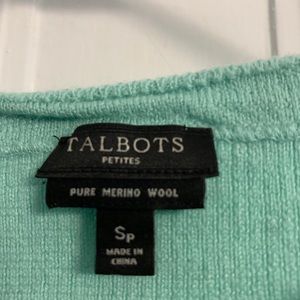 TALBOTS
PETITES
PURE MERINO WOOL
Sp
MADE IN
CHINA